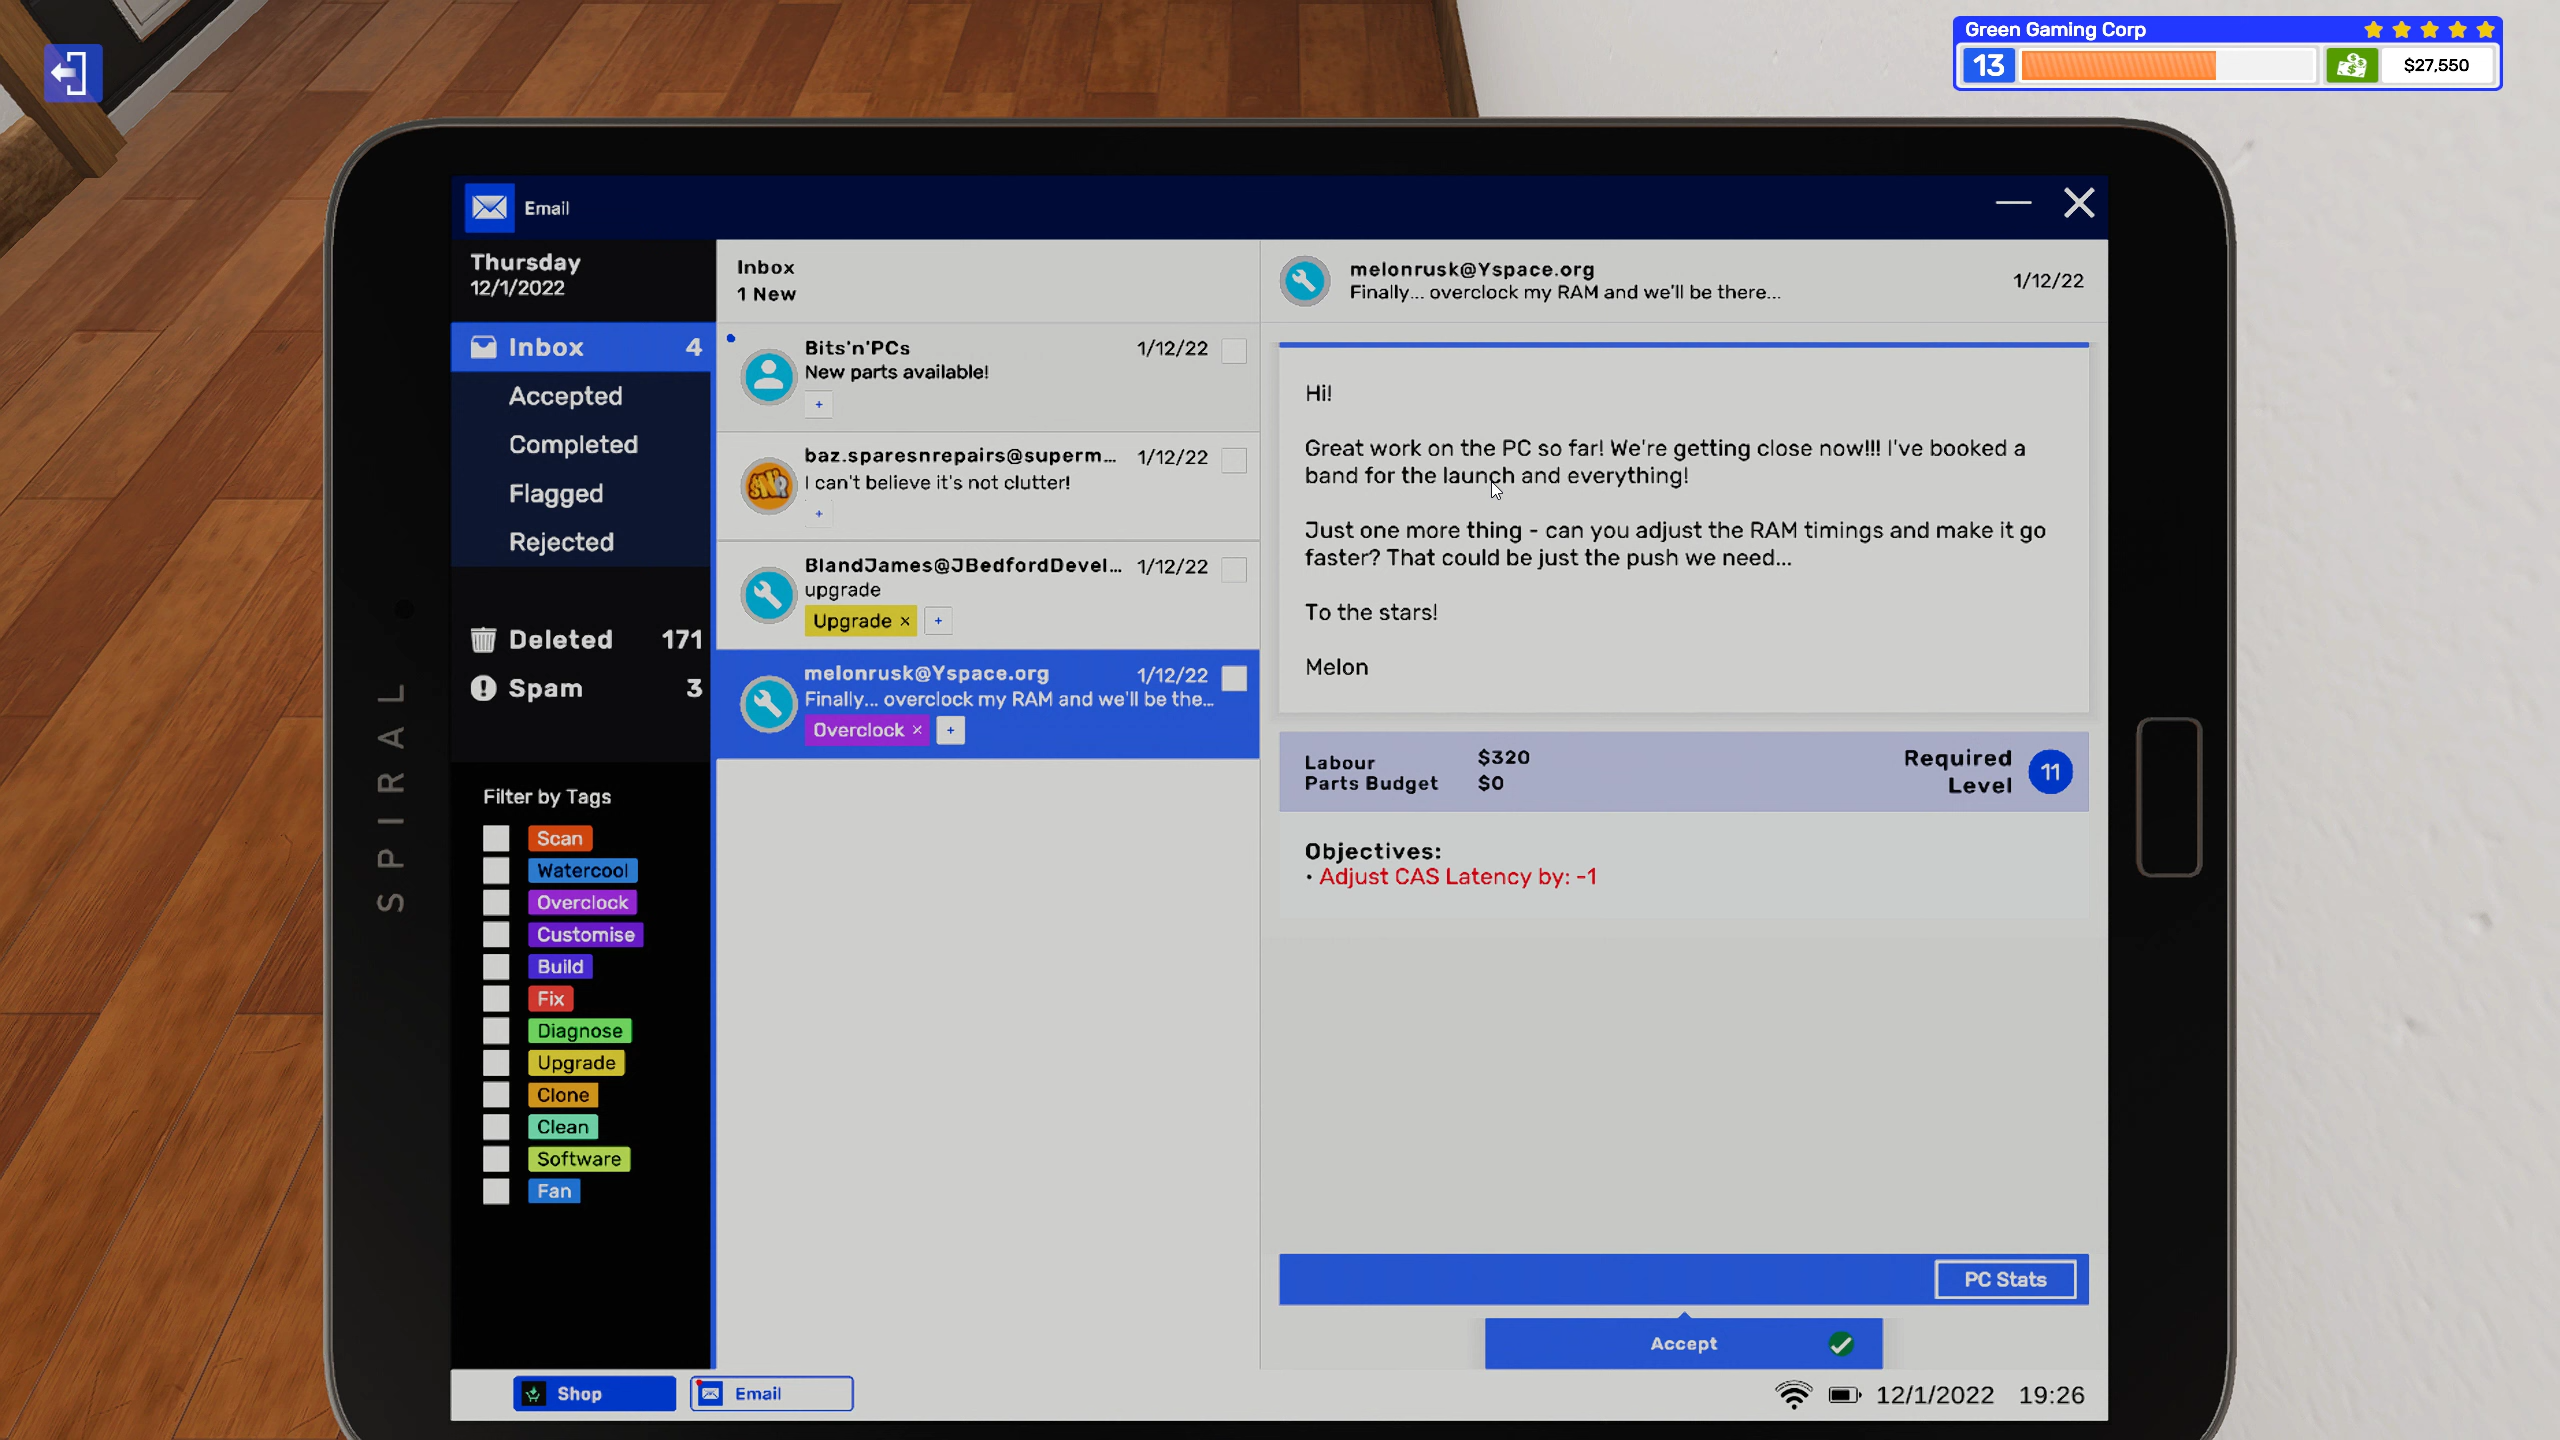 Green Gaming Corp
13
$27,550
Email
Thursday
12/1/2022
Inbox 4
Accepted
Completed
Flagged
Rejected
Deleted 171
Spam 3
Filter by Tags
Scan
Watercool
Overclock
Customise
Build
Fix
Diagnose
Upgrade
Clone
Clean
Software
Fan
Inbox
1 New
Bits'n'PCs 1/12/22
New parts available!
+
baz.sparesnrepairs@superm... 1/12/22
I can't believe it's not clutter!
+
SNR
BlandJames@JBedfordDevel... 1/12/22
upgrade
Upgrade × +
melonrusk@Yspace.org 1/12/22
Finally... overclock my RAM and we'll be the...
Overclock × +
melonrusk@Yspace.org 1/12/22
Finally... overclock my RAM and we'll be there...
Hi!
Great work on the PC so far! We're getting close now!!! I've booked a
band for the launch and everything!
Just one more thing - can you adjust the RAM timings and make it go
faster? That could be just the push we need...
To the stars!
Melon
Labour $320
Parts Budget $0
Required
Level 11
Objectives:
• Adjust CAS Latency by: -1
PC Stats
Accept
Shop
Email
12/1/2022 19:26
SPIRAL